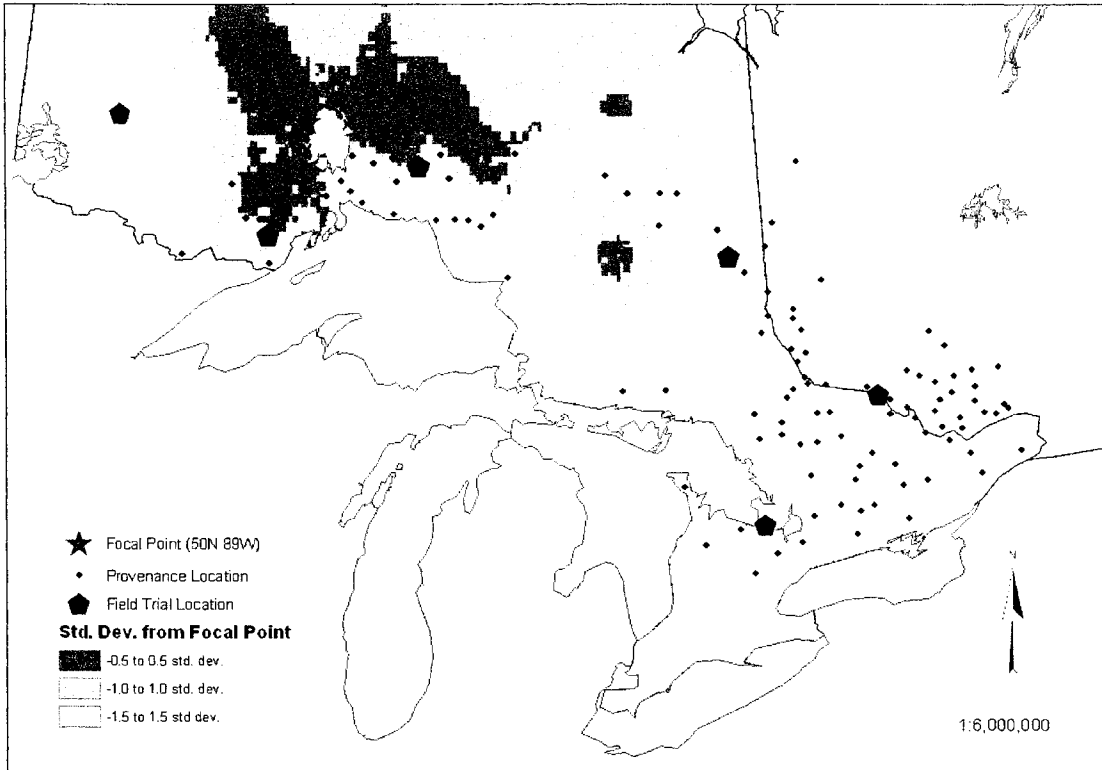 Focal Point (50N 89W)
Provenance Location
Field Trial Location
Std. Dev. from Focal Point
-0.5 to 0.5 std. dev.
-1.0 to 1.0 std. dev.
-1.5 to 1.5 std dev.
N
1:6,000,000